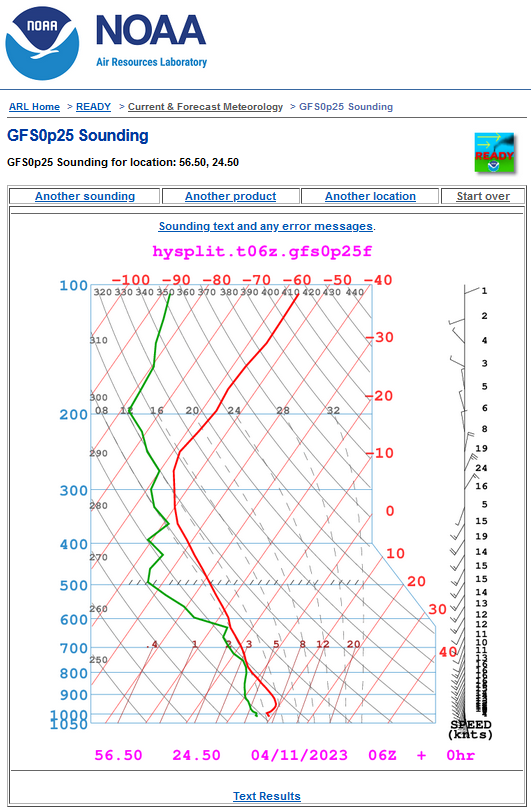 NOAA
NOAA
Air Resources Laboratory
ARL Home > READY > Current & Forecast Meteorology > GFS0p25 Sounding
GFS0p25 Sounding
GFS0p25 Sounding for location: 56.50, 24.50
READY
Another sounding Another product Another location Start over
Sounding text and any error messages.
hysplit.t06z.gfs0p25f
-100 -90 -80 -70 -60 -50 -40
100
320 330 340 350 360 370 380 390 400 410 420 430 440
1
2
310
-30
4
3
-20
5
300
08 12 16 20 24 28 32
6
200
8
290
-10
19
24
300
16
280
0
5
15
19
400
10
14
270
15
500
20
15
14
260
30
13
600
12
12
11
.4 1 2 3 5 8 12 20
10
700
40
11
250
13
800
900
1000
1050
SPEED
(knts)
56.50 24.50 04/11/2023 06Z + 0hr
Text Results